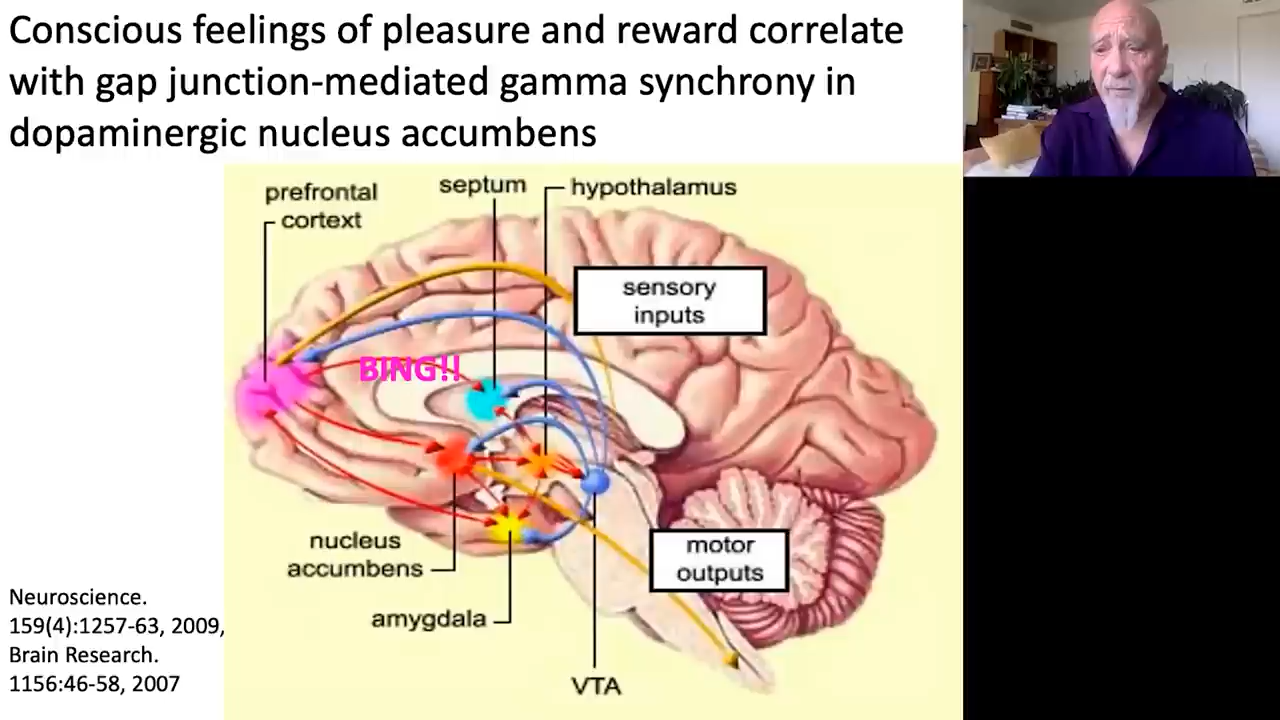 Conscious feelings of pleasure and reward correlate
with gap junction-mediated gamma synchrony in
dopaminergic nucleus accumbens
prefrontal
cortext
septum
hypothalamus
sensory
inputs
BING!!
nucleus
accumbens
motor
outputs
amygdala
VTA
Neuroscience.
159(4):1257-63, 2009,
Brain Research.
1156:46-58, 2007